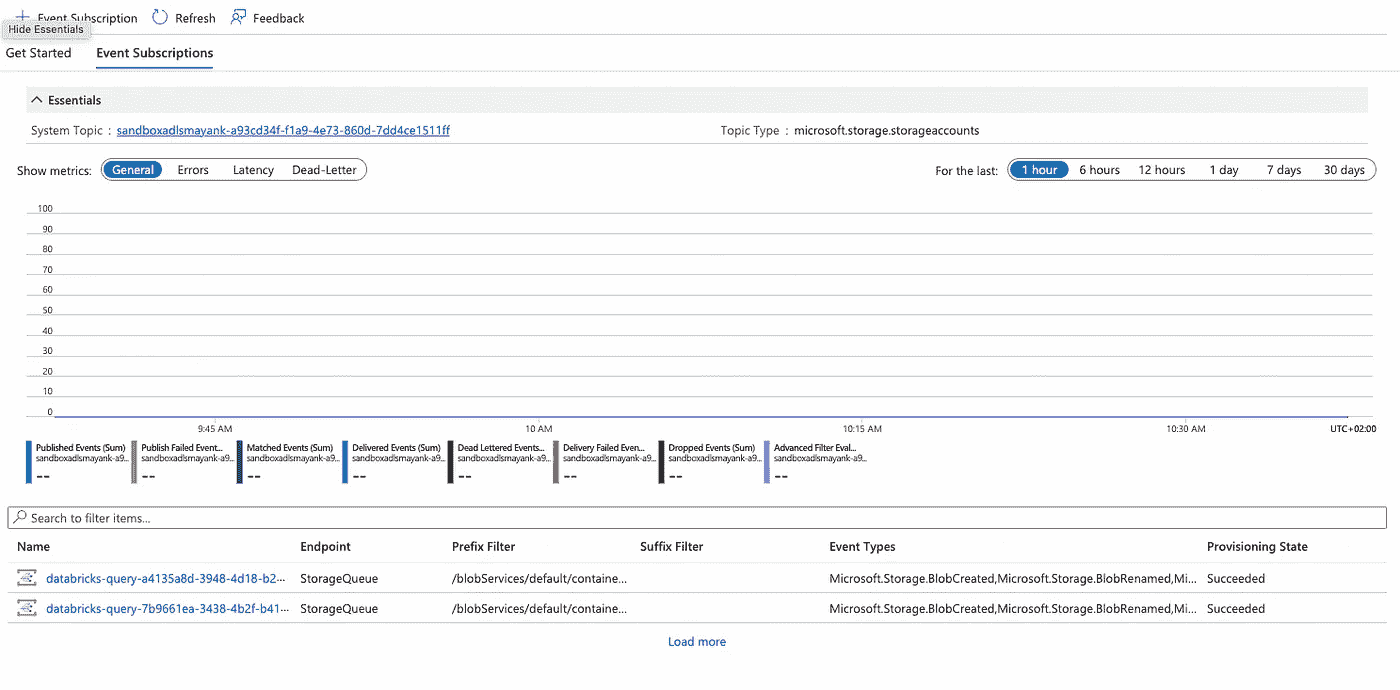 Event Subscription Refresh Feedback
Hide Essentials
Get Started Event Subscriptions
Essentials
System Topic : sandboxadlsmayank-a93cd34f-f1a9-4e73-860d-7dd4ce1511ff Topic Type : microsoft.storage.storageaccounts
Show metrics: General Errors Latency Dead-Letter For the last: 1 hour 6 hours 12 hours 1 day 7 days 30 days
100
90
80
70
60
50
40
30
20
10
0
9:45 AM 10 AM 10:15 AM 10:30 AM UTC+02:00
Published Events (Sum) Publish Failed Event... Matched Events (Sum) Delivered Events (Sum) Dead Lettered Events... Delivery Failed Even... Dropped Events (Sum) Advanced Filter Eval...
sandboxadlsmayank-a9... sandboxadlsmayank-a9... sandboxadlsmayank-a9... sandboxadlsmayank-a9... sandboxadlsmayank-a9... sandboxadlsmayank-a9... sandboxadlsmayank-a9... sandboxadlsmayank-a9...
-- -- -- -- -- -- -- --
Search to filter items...
Name Endpoint Prefix Filter Suffix Filter Event Types Provisioning State
databricks-query-a4135a8d-3948-4d18-b2... StorageQueue /blobServices/default/containe... Microsoft.Storage.BlobCreated,Microsoft.Storage.BlobRenamed,Mi... Succeeded
databricks-query-7b9661ea-3438-4b2f-b41... StorageQueue /blobServices/default/containe... Microsoft.Storage.BlobCreated,Microsoft.Storage.BlobRenamed,Mi... Succeeded
Load more